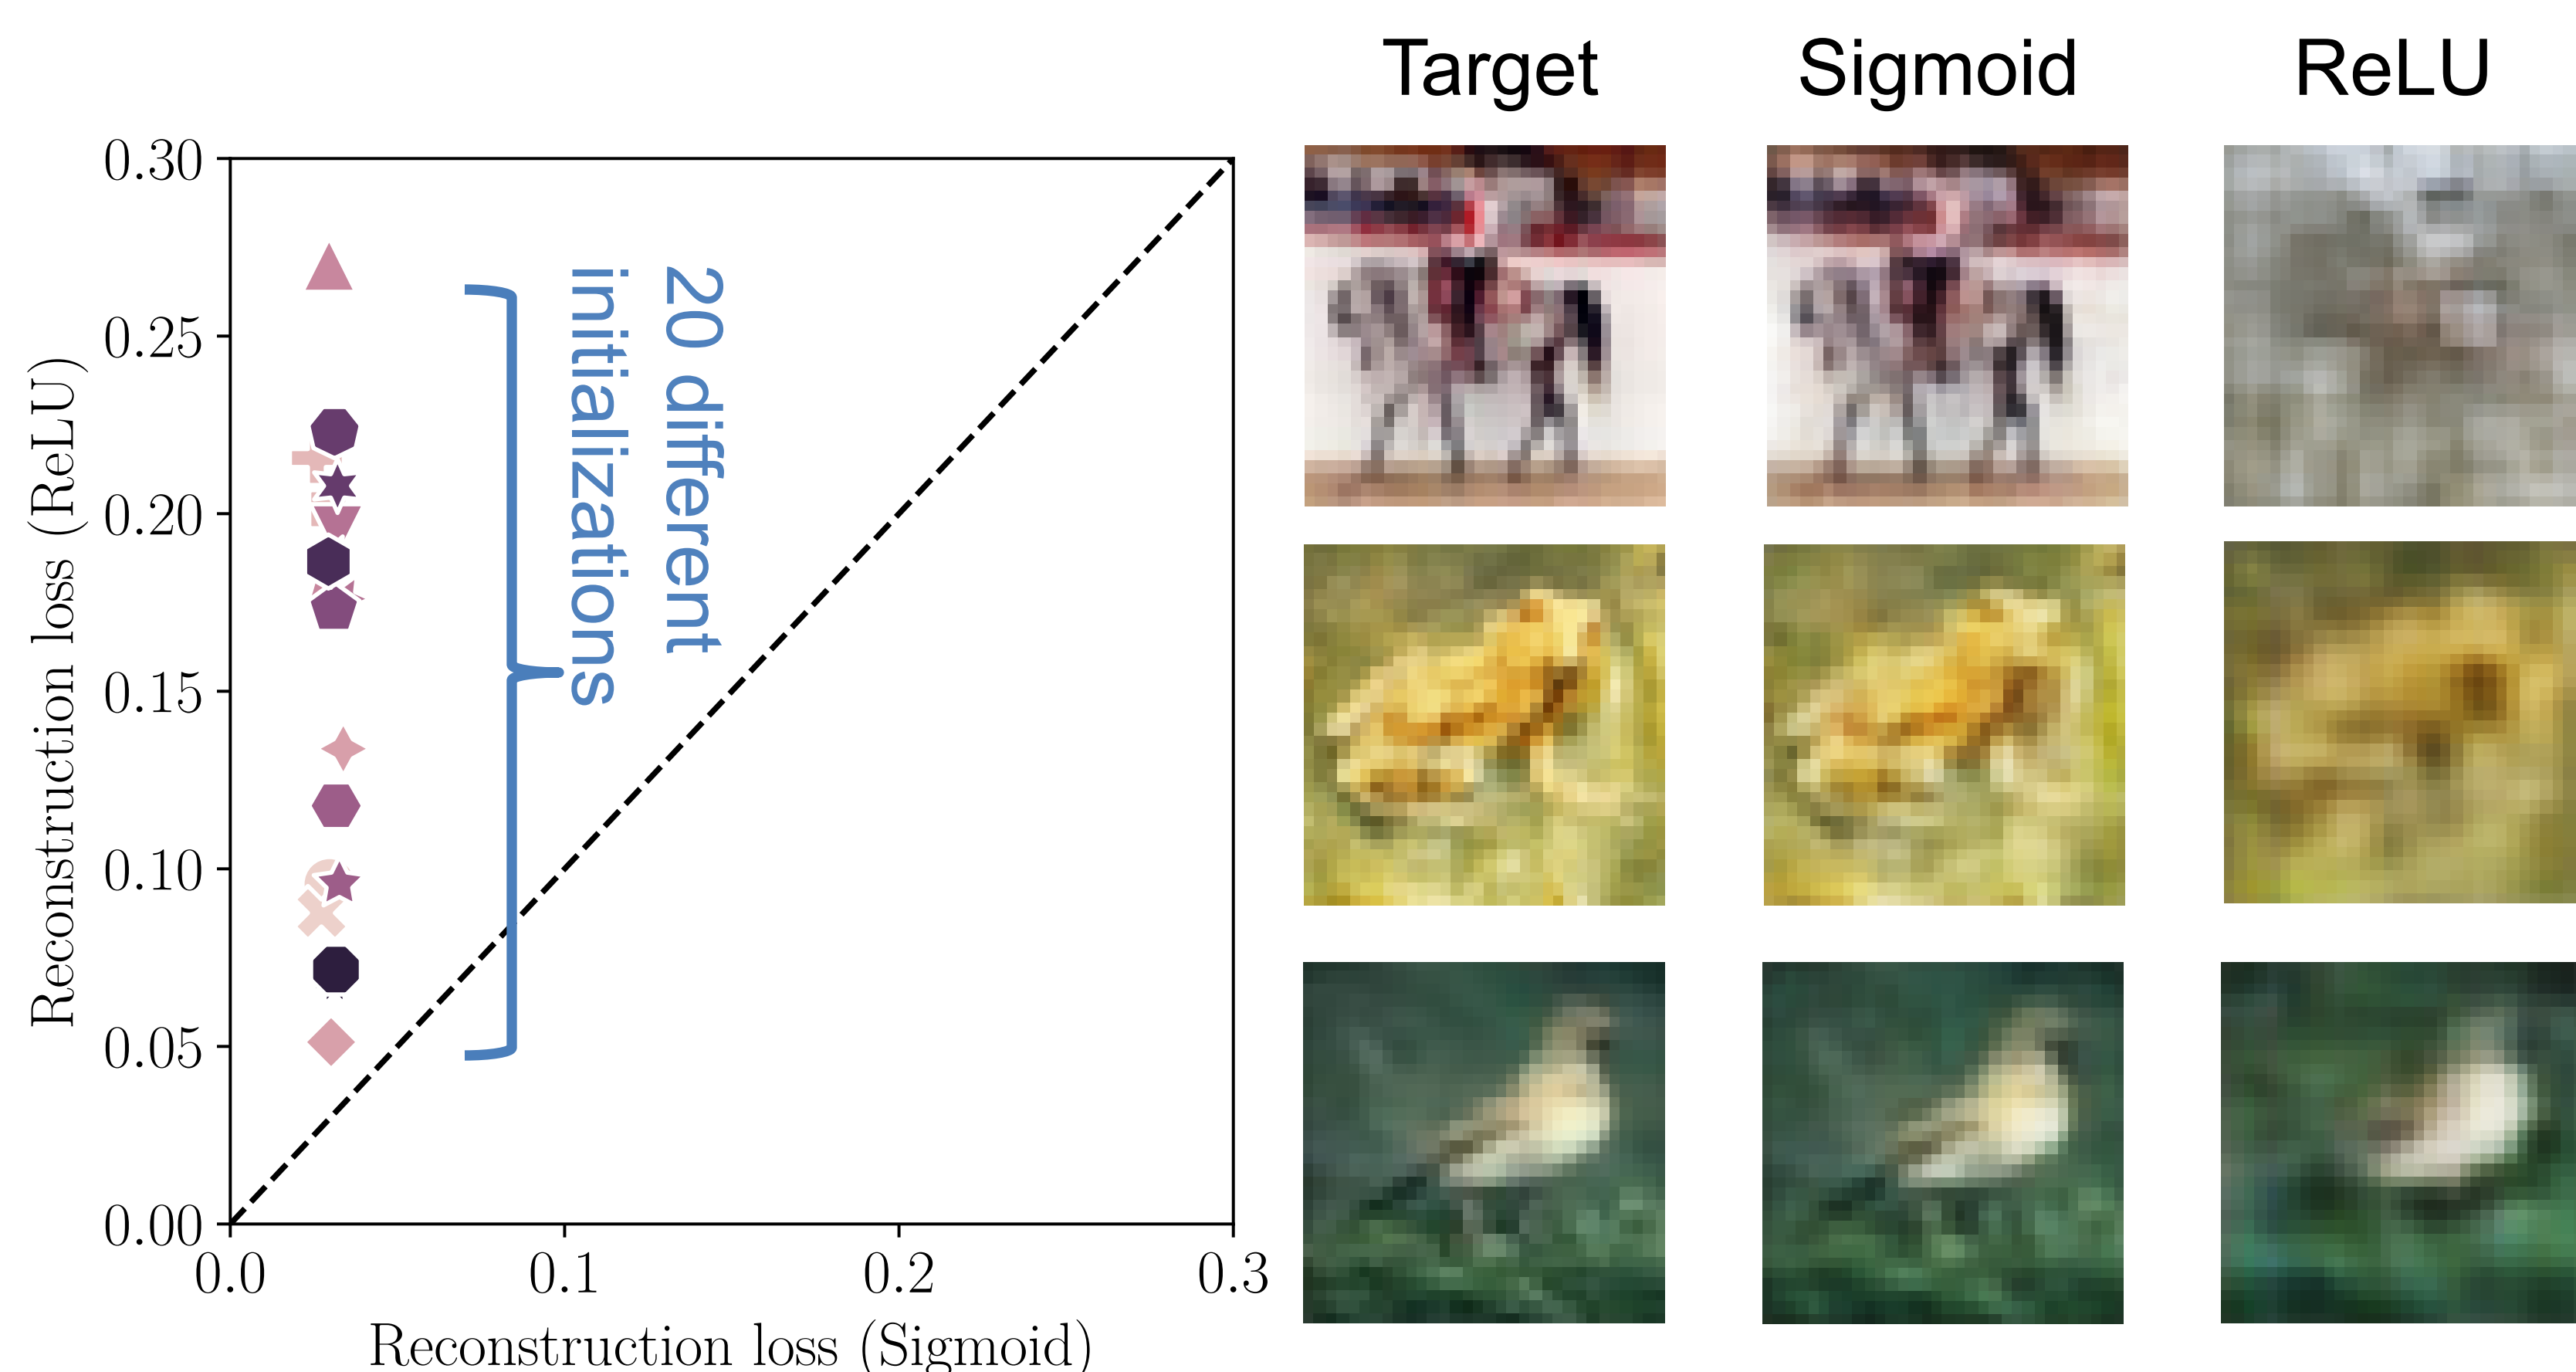 Target Sigmoid ReLU
0.30
0.25
0.20
0.15
0.10
0.05
0.00
Reconstruction loss (ReLU)
20 different
initializations
0.0 0.1 0.2 0.3
Reconstruction loss (Sigmoid)